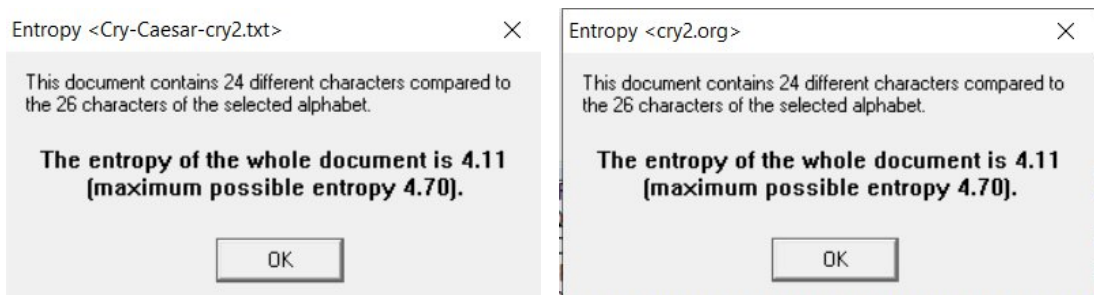 Entropy <Cry-Caesar-cry2.txt>
This document contains 24 different characters compared to
the 26 characters of the selected alphabet.
The entropy of the whole document is 4.11
(maximum possible entropy 4.70).
OK
Entropy <cry2.org>
This document contains 24 different characters compared to
the 26 characters of the selected alphabet.
The entropy of the whole document is 4.11
(maximum possible entropy 4.70).
OK